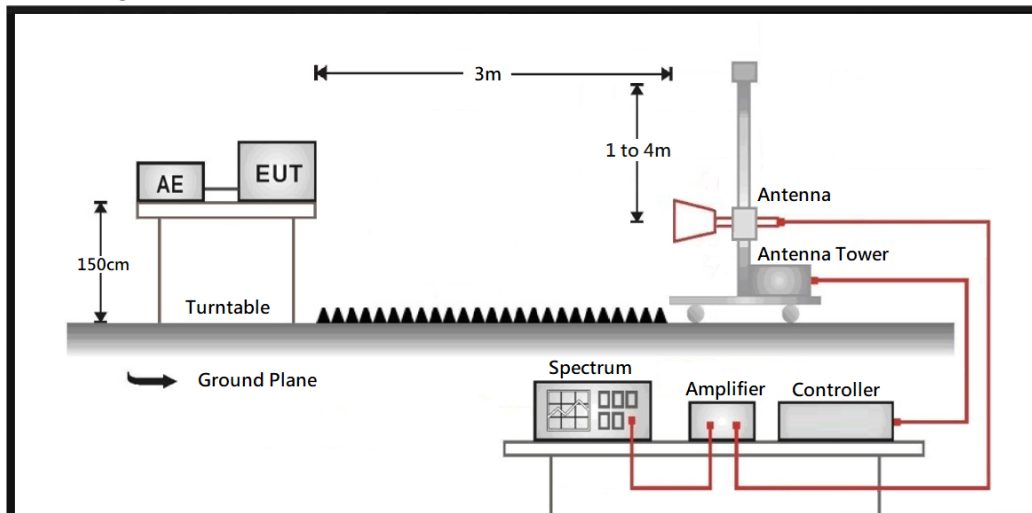 3m
1 to 4m
AE
EUT
Antenna
150cm
Antenna Tower
Turntable
Ground Plane
Spectrum
Amplifier
Controller